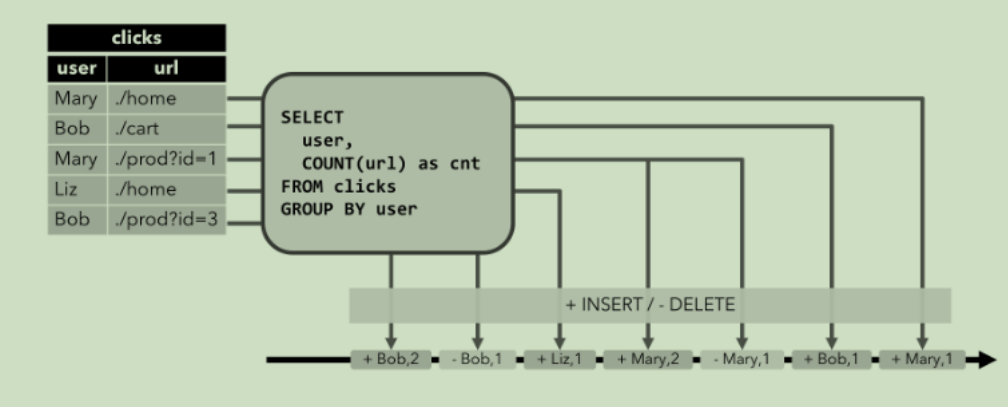 clicks
user url
Mary ./home
Bob ./cart
Mary ./prod?id=1
Liz ./home
Bob ./prod?id=3
SELECT
user,
COUNT(url) as cnt
FROM clicks
GROUP BY user
+ INSERT / - DELETE
+ Bob,2 - Bob,1 + Liz,1 + Mary,2 - Mary,1 + Bob,1 + Mary,1